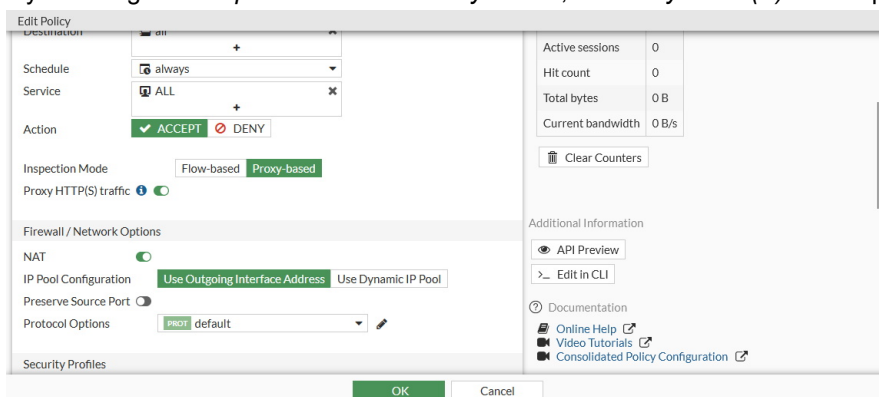 Edit Policy
Destination all
+
Schedule always
Service ALL
+
Action ACCEPT DENY
Inspection Mode Flow-based Proxy-based
Proxy HTTP(S) traffic
Firewall / Network Options
NAT
IP Pool Configuration Use Outgoing Interface Address Use Dynamic IP Pool
Preserve Source Port
Protocol Options PROT default
Security Profiles
Active sessions 0
Hit count 0
Total bytes 0 B
Current bandwidth 0 B/s
Clear Counters
Additional Information
API Preview
>_ Edit in CLI
Documentation
Online Help
Video Tutorials
Consolidated Policy Configuration
OK Cancel